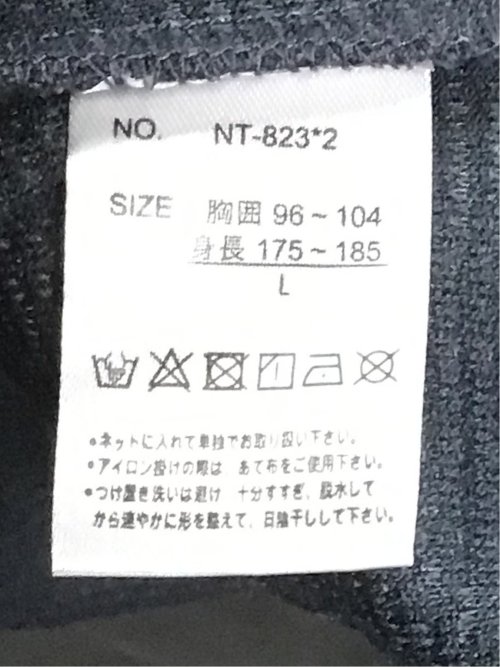 NO. NT-823*2
SIZE 胸囲 96~104
身長 175~185
L
•ネットに入れて単独でお取り扱い下さい。
•アイロン掛けの際は あて布をご使用下さい。
•つけ置き洗いは避け 十分すすぎ、脱水して
から速やかに形を整えて、日陰干しして下さい。